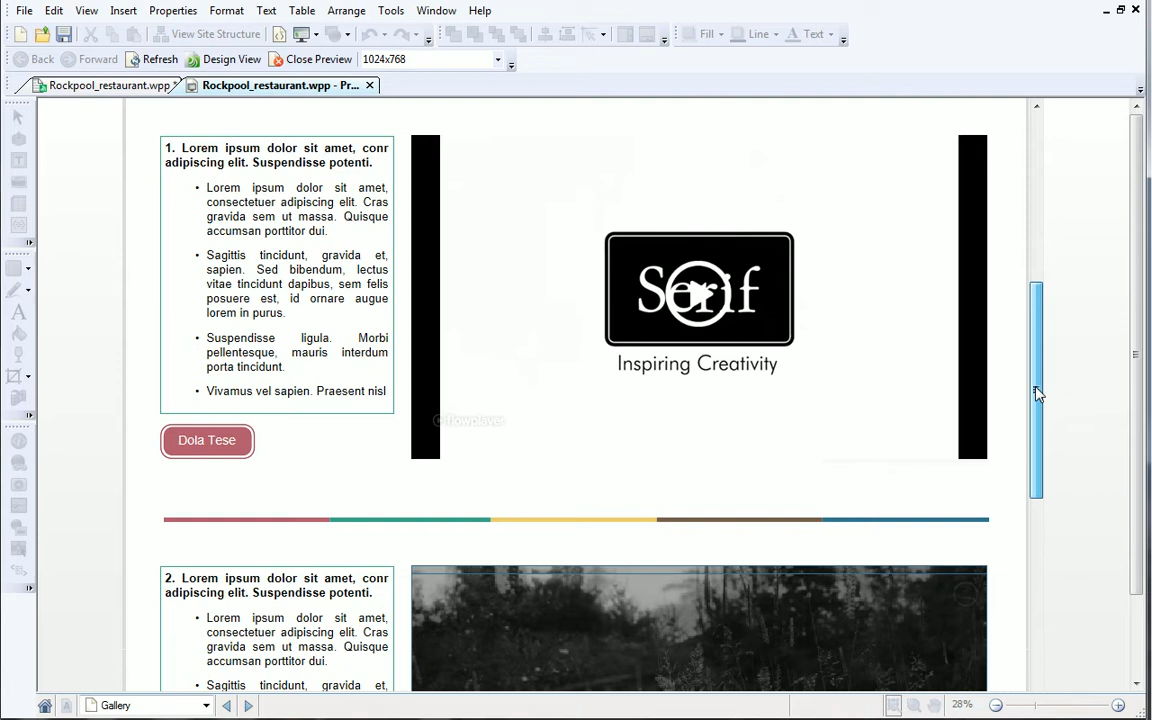 File Edit View Insert Properties Format Text Table Arrange Tools Window Help
View Site Structure Fill Line Text
Back Forward Refresh Design View Close Preview 1024x768
Rockpool_restaurant.wpp * Rockpool_restaurant.wpp - Pr...
1. Lorem ipsum dolor sit amet, conr
adipiscing elit. Suspendisse potenti.
• Lorem ipsum dolor sit amet,
consectetuer adipiscing elit. Cras
gravida sem ut massa. Quisque
accumsan porttitor dui.
• Sagittis tincidunt, gravida et,
sapien. Sed bibendum, lectus
vitae tincidunt dapibus, sem felis
posuere est, id ornare augue
lorem in purus.
• Suspendisse ligula. Morbi
pellentesque, mauris interdum
porta tincidunt.
• Vivamus vel sapien. Praesent nisl
Dola Tese
Serif
Inspiring Creativity
© flowplayer
2. Lorem ipsum dolor sit amet, conr
adipiscing elit. Suspendisse potenti.
• Lorem ipsum dolor sit amet,
consectetuer adipiscing elit. Cras
gravida sem ut massa. Quisque
accumsan porttitor dui.
• Sagittis tincidunt, gravida et,
Gallery 28%